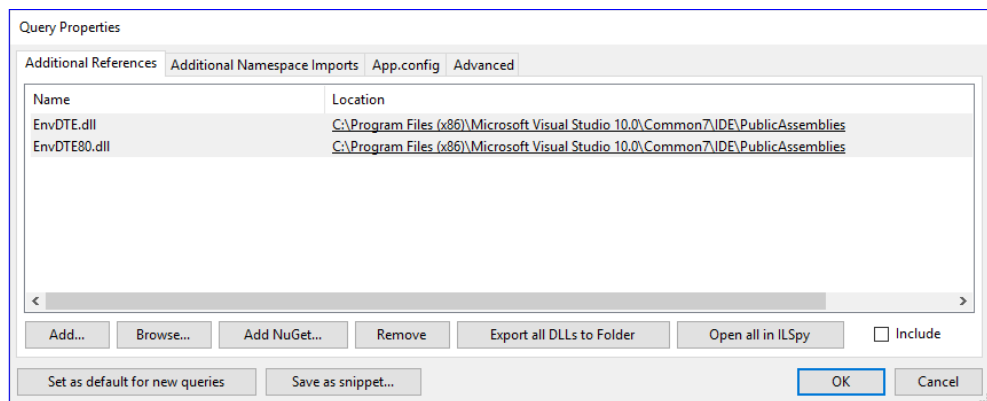 Query Properties
Additional References Additional Namespace Imports App.config Advanced
Name Location
EnvDTE.dll C:\Program Files (x86)\Microsoft Visual Studio 10.0\Common7\IDE\PublicAssemblies
EnvDTE80.dll C:\Program Files (x86)\Microsoft Visual Studio 10.0\Common7\IDE\PublicAssemblies
Add... Browse... Add NuGet... Remove Export all DLLs to Folder Open all in ILSpy Include
Set as default for new queries Save as snippet... OK Cancel